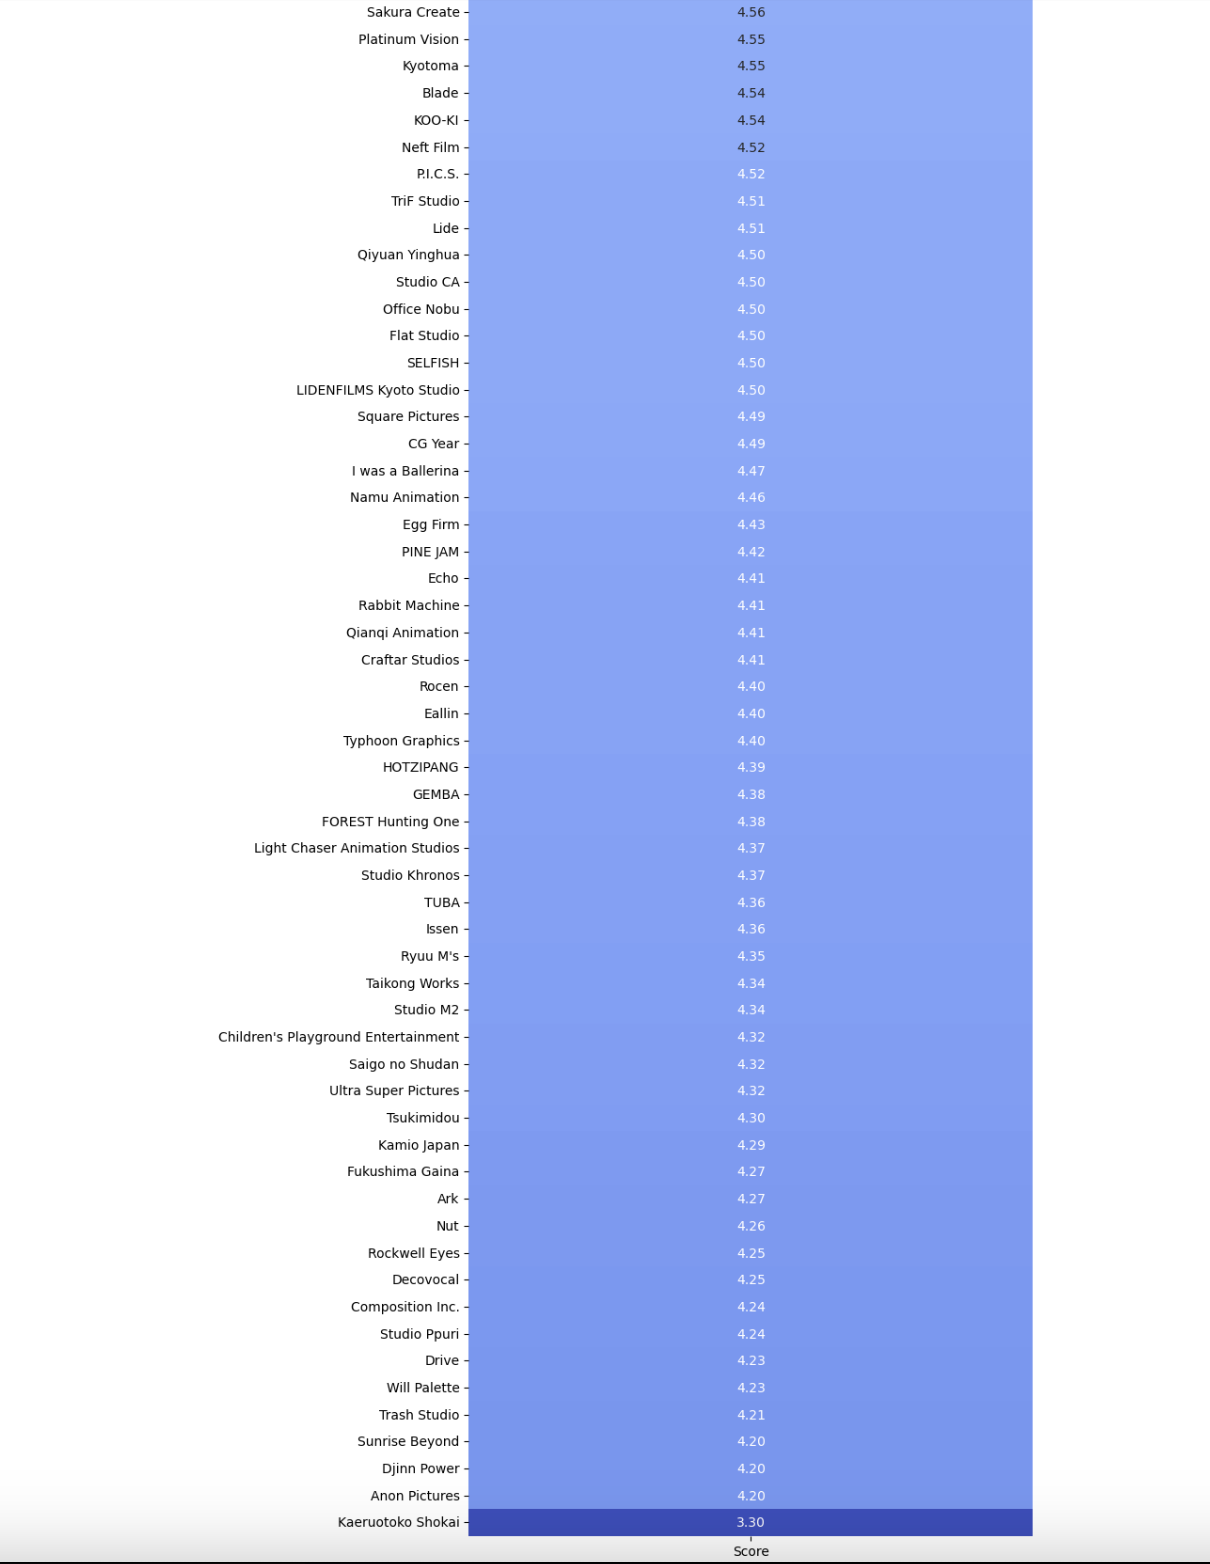 Sakura Create 4.56
Platinum Vision 4.55
Kyotoma 4.55
Blade 4.54
KOO-KI 4.54
Neft Film 4.52
P.I.C.S. 4.52
TriF Studio 4.51
Lide 4.51
Qiyuan Yinghua 4.50
Studio CA 4.50
Office Nobu 4.50
Flat Studio 4.50
SELFISH 4.50
LIDENFILMS Kyoto Studio 4.50
Square Pictures 4.49
CG Year 4.49
I was a Ballerina 4.47
Namu Animation 4.46
Egg Firm 4.43
PINE JAM 4.42
Echo 4.41
Rabbit Machine 4.41
Qianqi Animation 4.41
Craftar Studios 4.41
Rocen 4.40
Eallin 4.40
Typhoon Graphics 4.40
HOTZIPANG 4.39
GEMBA 4.38
FOREST Hunting One 4.38
Light Chaser Animation Studios 4.37
Studio Khronos 4.37
TUBA 4.36
Issen 4.36
Ryuu M's 4.35
Taikong Works 4.34
Studio M2 4.34
Children's Playground Entertainment 4.32
Saigo no Shudan 4.32
Ultra Super Pictures 4.32
Tsukimidou 4.30
Kamio Japan 4.29
Fukushima Gaina 4.27
Ark 4.27
Nut 4.26
Rockwell Eyes 4.25
Decovocal 4.25
Composition Inc. 4.24
Studio Ppuri 4.24
Drive 4.23
Will Palette 4.23
Trash Studio 4.21
Sunrise Beyond 4.20
Djinn Power 4.20
Anon Pictures 4.20
Kaeruotoko Shokai 3.30
Score